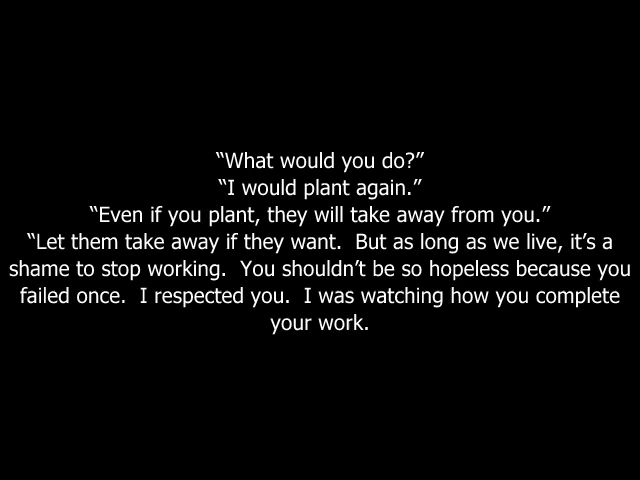 “What would you do?”
“I would plant again.”
“Even if you plant, they will take away from you.”
“Let them take away if they want.  But as long as we live, it’s a
shame to stop working.  You shouldn’t be so hopeless because you
failed once.  I respected you.  I was watching how you complete
your work.